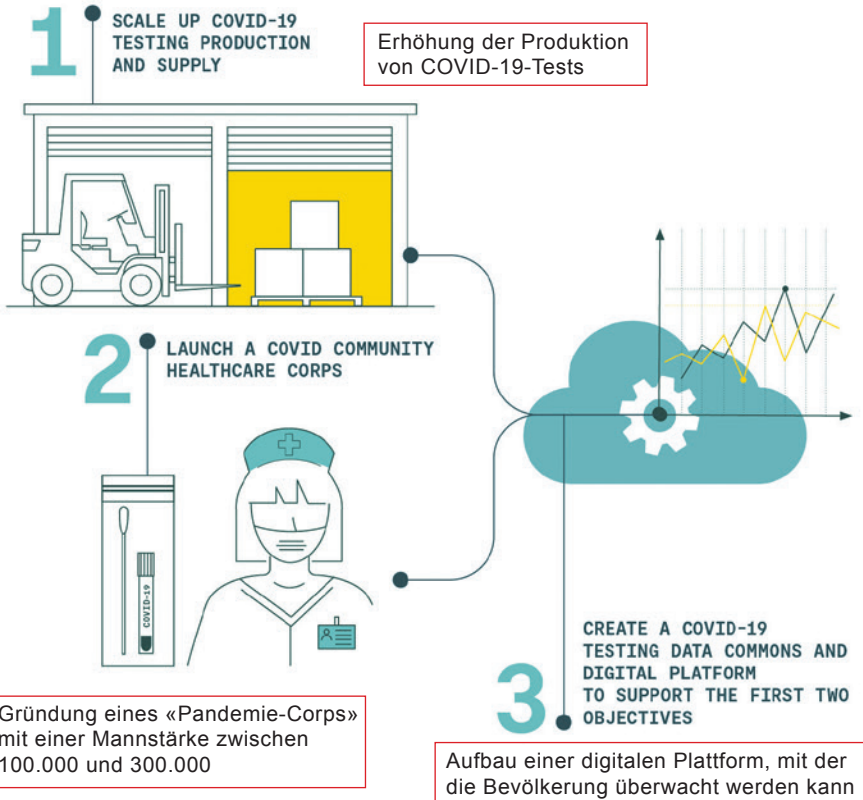 1 SCALE UP COVID-19
TESTING PRODUCTION
AND SUPPLY
Erhöhung der Produktion
von COVID-19-Tests
2 LAUNCH A COVID COMMUNITY
HEALTHCARE CORPS
COVID-19
Gründung eines «Pandemie-Corps»
mit einer Mannstärke zwischen
100.000 und 300.000
3 CREATE A COVID-19
TESTING DATA COMMONS AND
DIGITAL PLATFORM
TO SUPPORT THE FIRST TWO
OBJECTIVES
Aufbau einer digitalen Plattform, mit der
die Bevölkerung überwacht werden kann